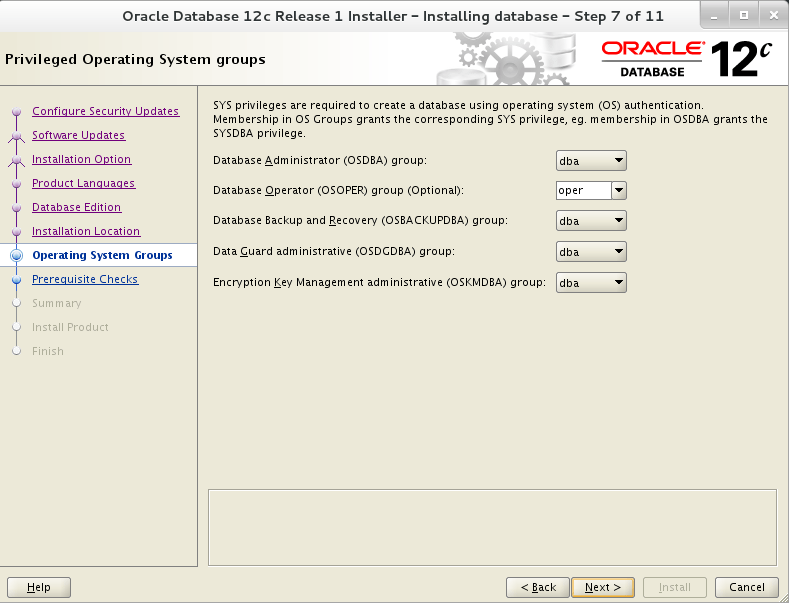 Oracle Database 12c Release 1 Installer - Installing database - Step 7 of 11
Privileged Operating System groups
ORACLE®
DATABASE
12c
Configure Security Updates
Software Updates
Installation Option
Product Languages
Database Edition
Installation Location
Operating System Groups
Prerequisite Checks
Summary
Install Product
Finish
SYS privileges are required to create a database using operating system (OS) authentication.
Membership in OS Groups grants the corresponding SYS privilege, eg. membership in OSDBA grants the
SYSDBA privilege.
Database Administrator (OSDBA) group: dba
Database Operator (OSOPER) group (Optional): oper
Database Backup and Recovery (OSBACKUPDBA) group: dba
Data Guard administrative (OSDGDBA) group: dba
Encryption Key Management administrative (OSKMDBA) group: dba
Help < Back Next > Install Cancel